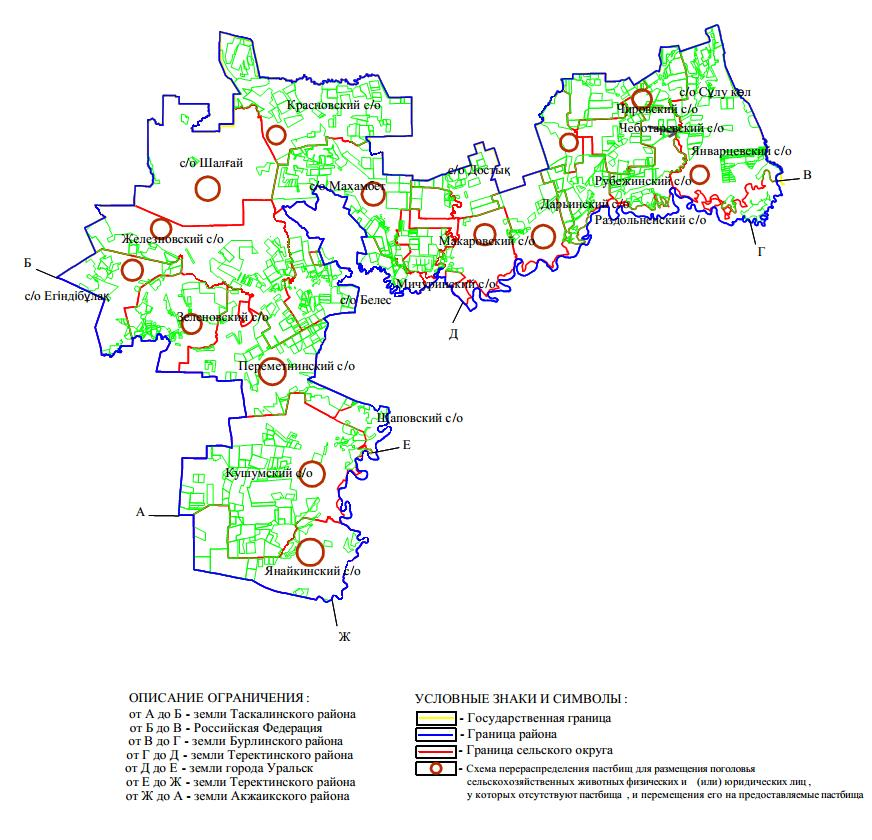 с/о Сұлу көл
Красновский с/о
Чировский с/о
Чеботаревский с/о
Январцевский с/о
с/о Шалғай
с/о Достық
В
Рубежинский с/о
с/о Махамбет
Дарьинский с/о
Раздольненский с/о
Железновский с/о
Макаровский с/о
Г
Б
Мичуринский с/о
с/о Егіндібұлақ
с/о Белес
Зеленовский с/о
Д
Переметнинский с/о
Щаповский с/о
Е
Кушумский с/о
А
Янайкинский с/о
Ж
ОПИСАНИЕ ОГРАНИЧЕНИЯ :
от А до Б - земли Таскалинского района
от Б до В - Российская Федерация
от В до Г - земли Бурлинского района
от Г до Д - земли Теректинского района
от Д до Е - земли города Уральск
от Е до Ж - земли Теректинского района
от Ж до А - земли Акжаикского района
УСЛОВНЫЕ ЗНАКИ И СИМВОЛЫ :
- Государственная граница
- Граница района
- Граница сельского округа
- Схема перераспределения пастбищ для размещения поголовья
сельскохозяйственных животных физических и (или) юридических лиц ,
у которых отсутствуют пастбища , и перемещения его на предоставляемые пастбища